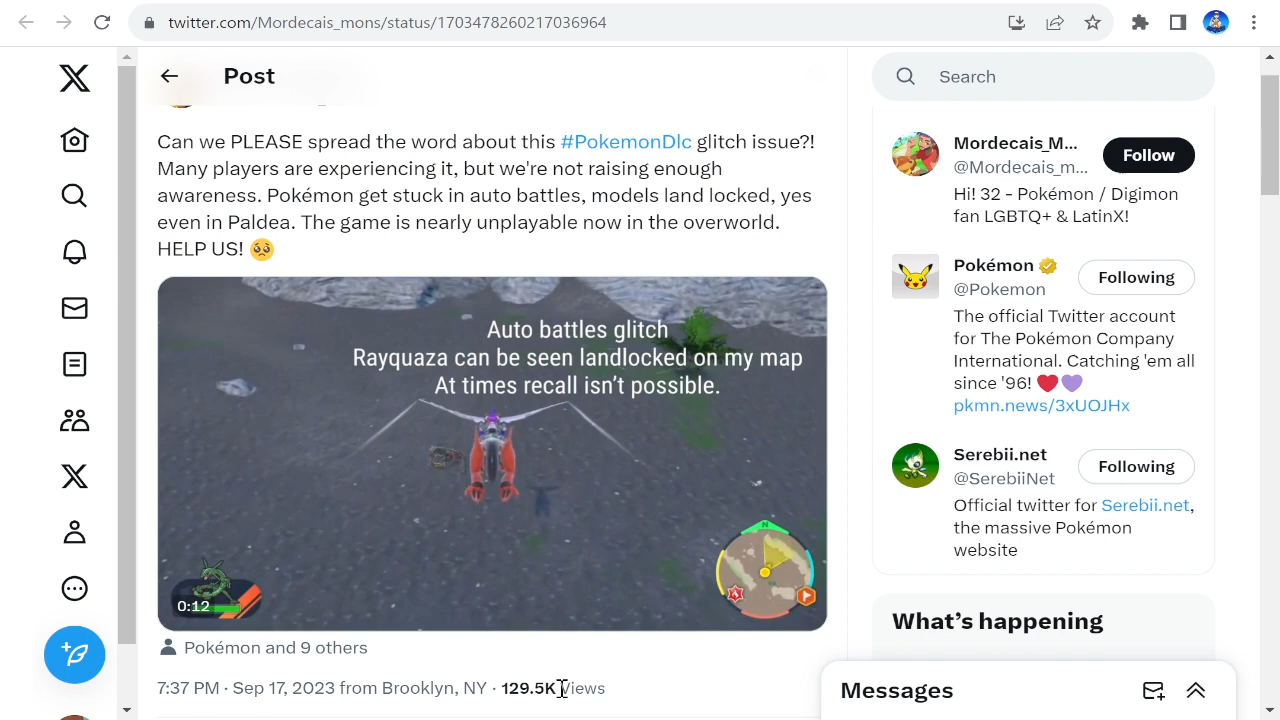 twitter.com/Mordecais_mons/status/1703478260217036964
Post
Search
Can we PLEASE spread the word about this #PokemonDlc glitch issue?!
Many players are experiencing it, but we're not raising enough
awareness. Pokémon get stuck in auto battles, models land locked, yes
even in Paldea. The game is nearly unplayable now in the overworld.
HELP US! 🥺
Auto battles glitch
Rayquaza can be seen landlocked on my map
At times recall isn't possible.
N
0:12
Pokémon and 9 others
7:37 PM · Sep 17, 2023 from Brooklyn, NY · 129.5K Views
Mordecais_M...
@Mordecais_m...
Follow
Hi! 32 - Pokémon / Digimon
fan LGBTQ+ & LatinX!
Pokémon
@Pokemon
Following
The official Twitter account
for The Pokémon Company
International. Catching 'em all
since '96! ❤️💜
pkmn.news/3xUOJHx
Serebii.net
@SerebiiNet
Following
Official twitter for Serebii.net,
the massive Pokémon
website
What's happening
Messages